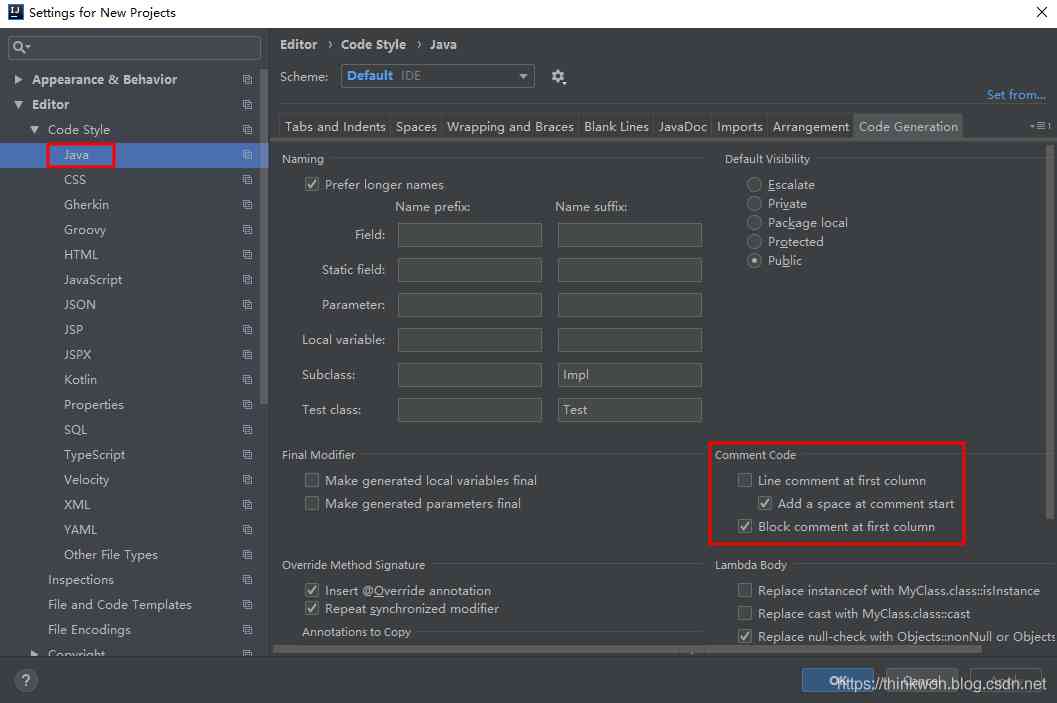 Settings for New Projects
Appearance & Behavior
Editor
Code Style
Java
CSS
Gherkin
Groovy
HTML
JavaScript
JSON
JSP
JSPX
Kotlin
Properties
SQL
TypeScript
Velocity
XML
YAML
Other File Types
Inspections
File and Code Templates
File Encodings
Copyright
Editor › Code Style › Java
Scheme: Default IDE
Set from...
Tabs and Indents Spaces Wrapping and Braces Blank Lines JavaDoc Imports Arrangement Code Generation
Naming
Prefer longer names
Name prefix: Name suffix:
Field:
Static field:
Parameter:
Local variable:
Subclass: Impl
Test class: Test
Default Visibility
Escalate
Private
Package local
Protected
Public
Final Modifier
Make generated local variables final
Make generated parameters final
Comment Code
Line comment at first column
Add a space at comment start
Block comment at first column
Override Method Signature
Insert @Override annotation
Repeat synchronized modifier
Annotations to Copy
Lambda Body
Replace instanceof with MyClass.class::isInstance
Replace cast with MyClass.class::cast
Replace null-check with Objects::nonNull or Objects
?
OK Cancel Apply
https://thinkwon.blog.csdn.net